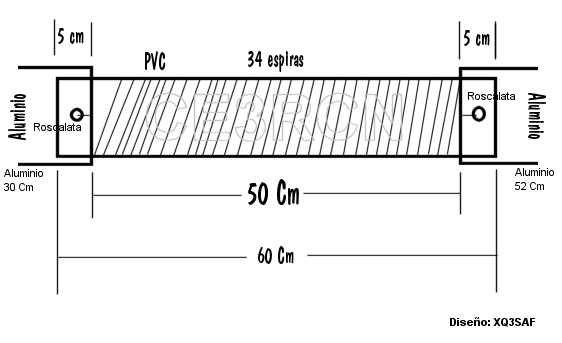 5 cm
5 cm
PVC
34 espiras
Aluminio
Roscalata
CE3RCN
Roscalata
Aluminio
Aluminio
30 Cm
Aluminio
52 Cm
50 Cm
60 Cm
Diseño: XQ3SAF